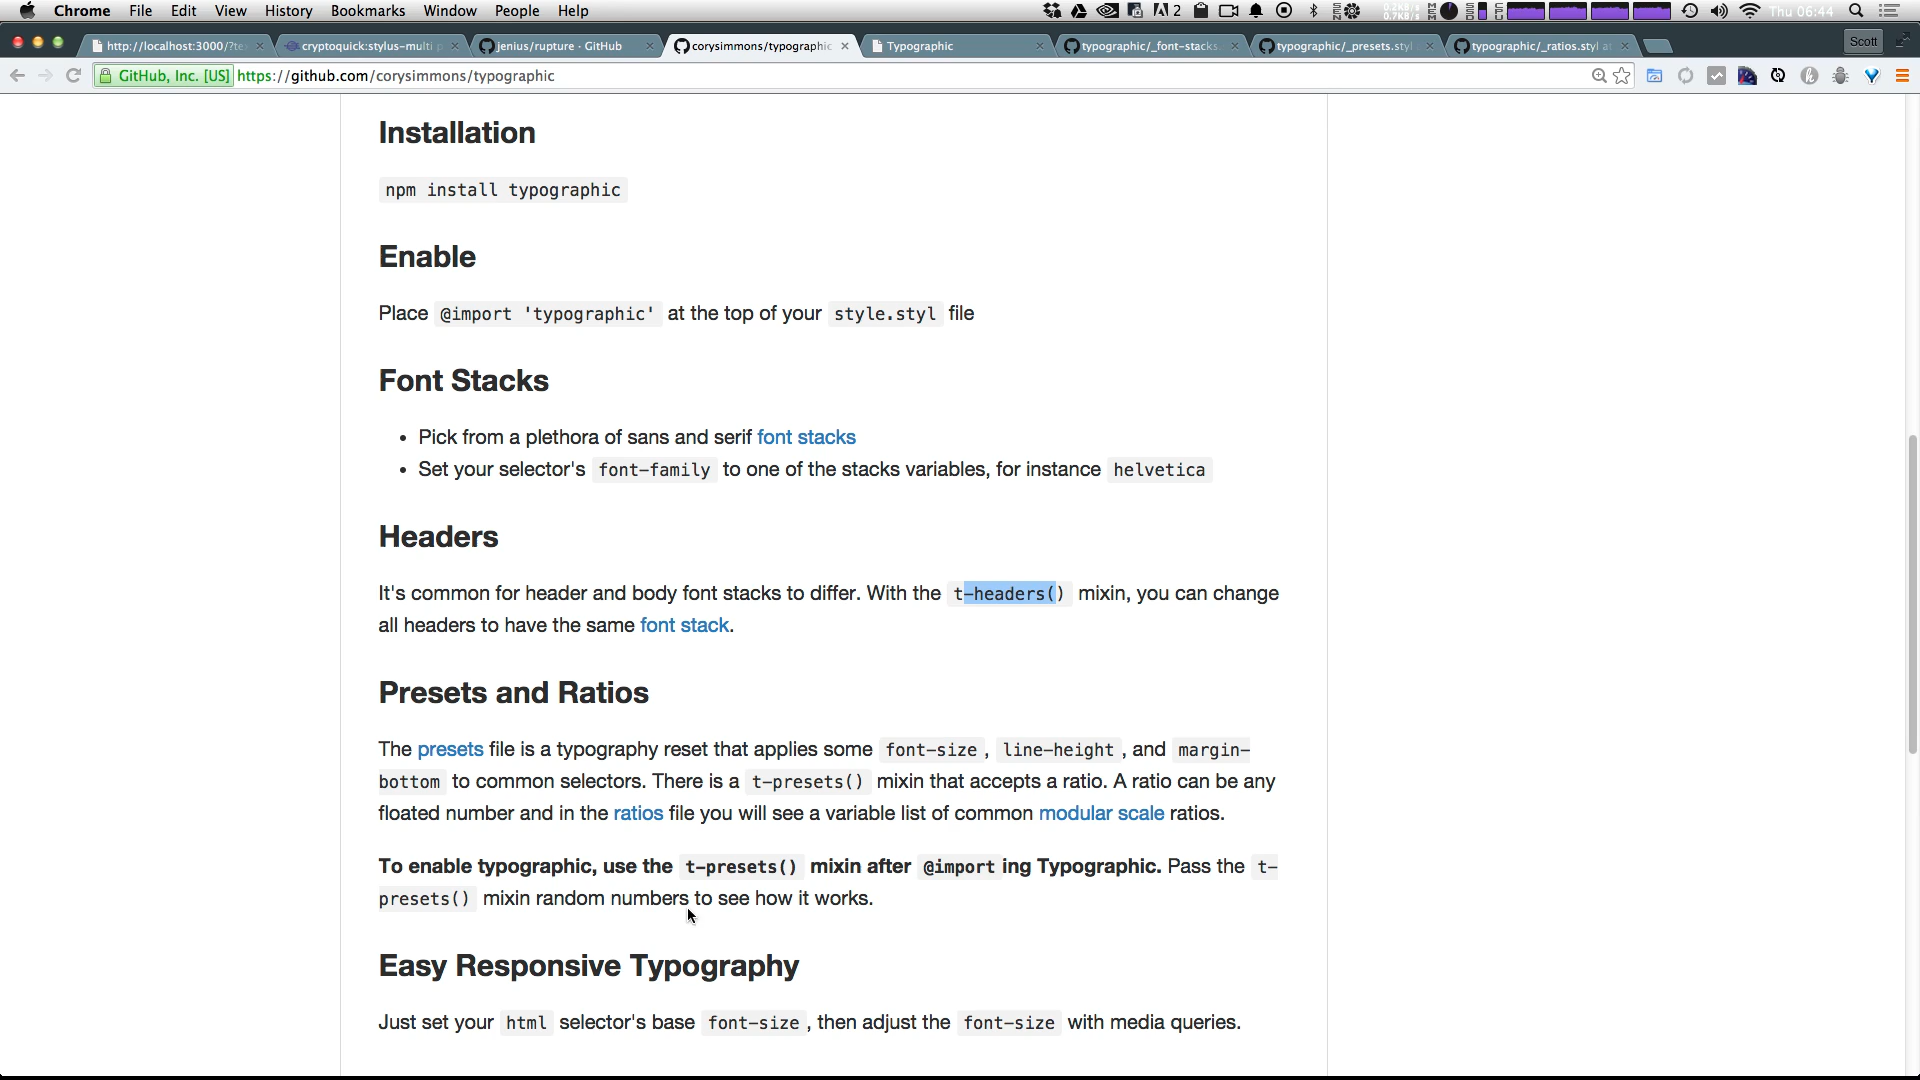 Chrome File Edit View History Bookmarks Window People Help 2 Thu 06:44
http://localhost:3000/?te cryptoquick:stylus-multi p jenius/rupture · GitHub corysimmons/typographic Typographic typographic/_font-stacks. typographic/_presets.styl typographic/_ratios.styl at Scott
GitHub, Inc. [US] https://github.com/corysimmons/typographic
Installation
npm install typographic
Enable
Place @import 'typographic' at the top of your style.styl file
Font Stacks
• Pick from a plethora of sans and serif font stacks
• Set your selector's font-family to one of the stacks variables, for instance helvetica
Headers
It's common for header and body font stacks to differ. With the t-headers() mixin, you can change
all headers to have the same font stack.
Presets and Ratios
The presets file is a typography reset that applies some font-size , line-height , and margin-
bottom to common selectors. There is a t-presets() mixin that accepts a ratio. A ratio can be any
floated number and in the ratios file you will see a variable list of common modular scale ratios.
To enable typographic, use the t-presets() mixin after @import ing Typographic. Pass the t-
presets() mixin random numbers to see how it works.
Easy Responsive Typography
Just set your html selector's base font-size , then adjust the font-size with media queries.